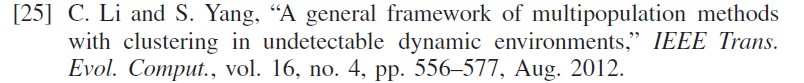 [25] C. Li and S. Yang, “A general framework of multipopulation methods
with clustering in undetectable dynamic environments,” IEEE Trans.
Evol. Comput., vol. 16, no. 4, pp. 556–577, Aug. 2012.